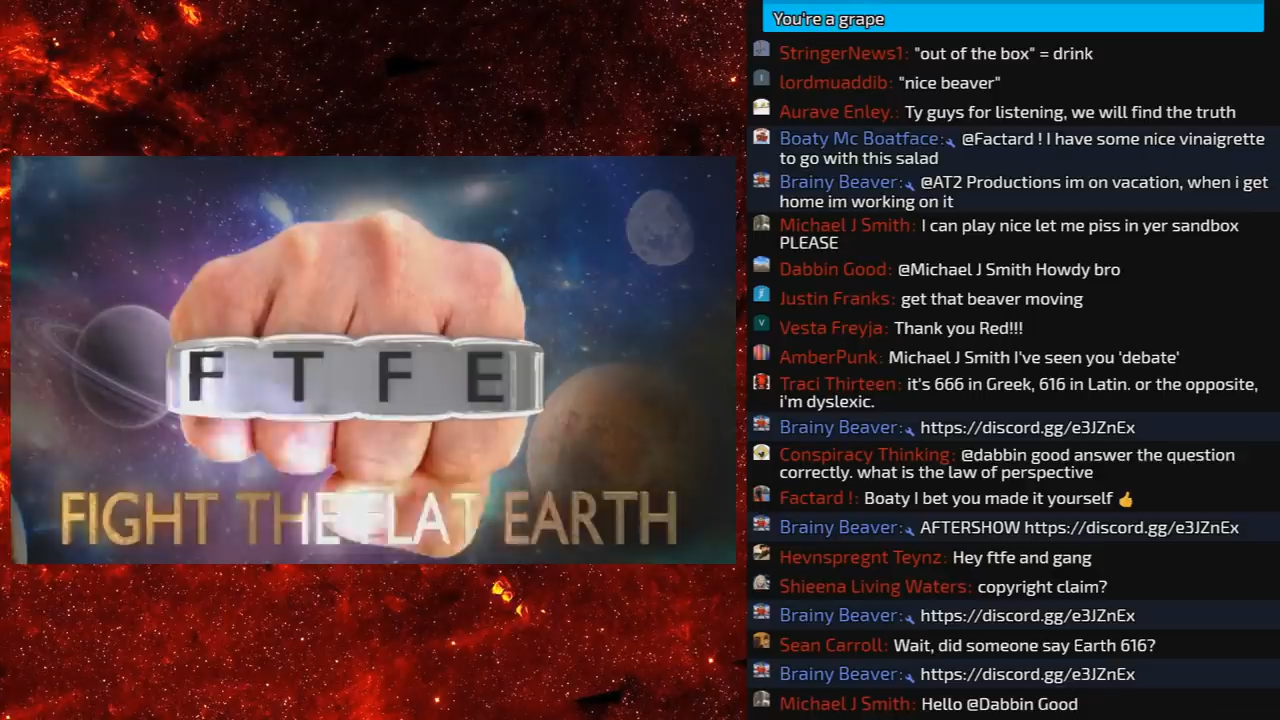 F T F E
FIGHT THE FLAT EARTH
You're a grape
StringerNews1: "out of the box" = drink
lordmuaddib: "nice beaver"
Aurave Enley.: Ty guys for listening, we will find the truth
Boaty Mc Boatface: @Factard ! I have some nice vinaigrette
to go with this salad
Brainy Beaver: @AT2 Productions im on vacation, when i get
home im working on it
Michael J Smith: I can play nice let me piss in yer sandbox
PLEASE
Dabbin Good: @Michael J Smith Howdy bro
Justin Franks: get that beaver moving
Vesta Freyja: Thank you Red!!!
AmberPunk: Michael J Smith I've seen you 'debate'
Traci Thirteen: it's 666 in Greek, 616 in Latin. or the opposite,
i'm dyslexic.
Brainy Beaver: https://discord.gg/e3JZnEx
Conspiracy Thinking: @dabbin good answer the question
correctly. what is the law of perspective
Factard !: Boaty I bet you made it yourself 👍
Brainy Beaver: AFTERSHOW https://discord.gg/e3JZnEx
Hevnspregnt Teynz: Hey ftfe and gang
Shieena Living Waters: copyright claim?
Brainy Beaver: https://discord.gg/e3JZnEx
Sean Carroll: Wait, did someone say Earth 616?
Brainy Beaver: https://discord.gg/e3JZnEx
Michael J Smith: Hello @Dabbin Good